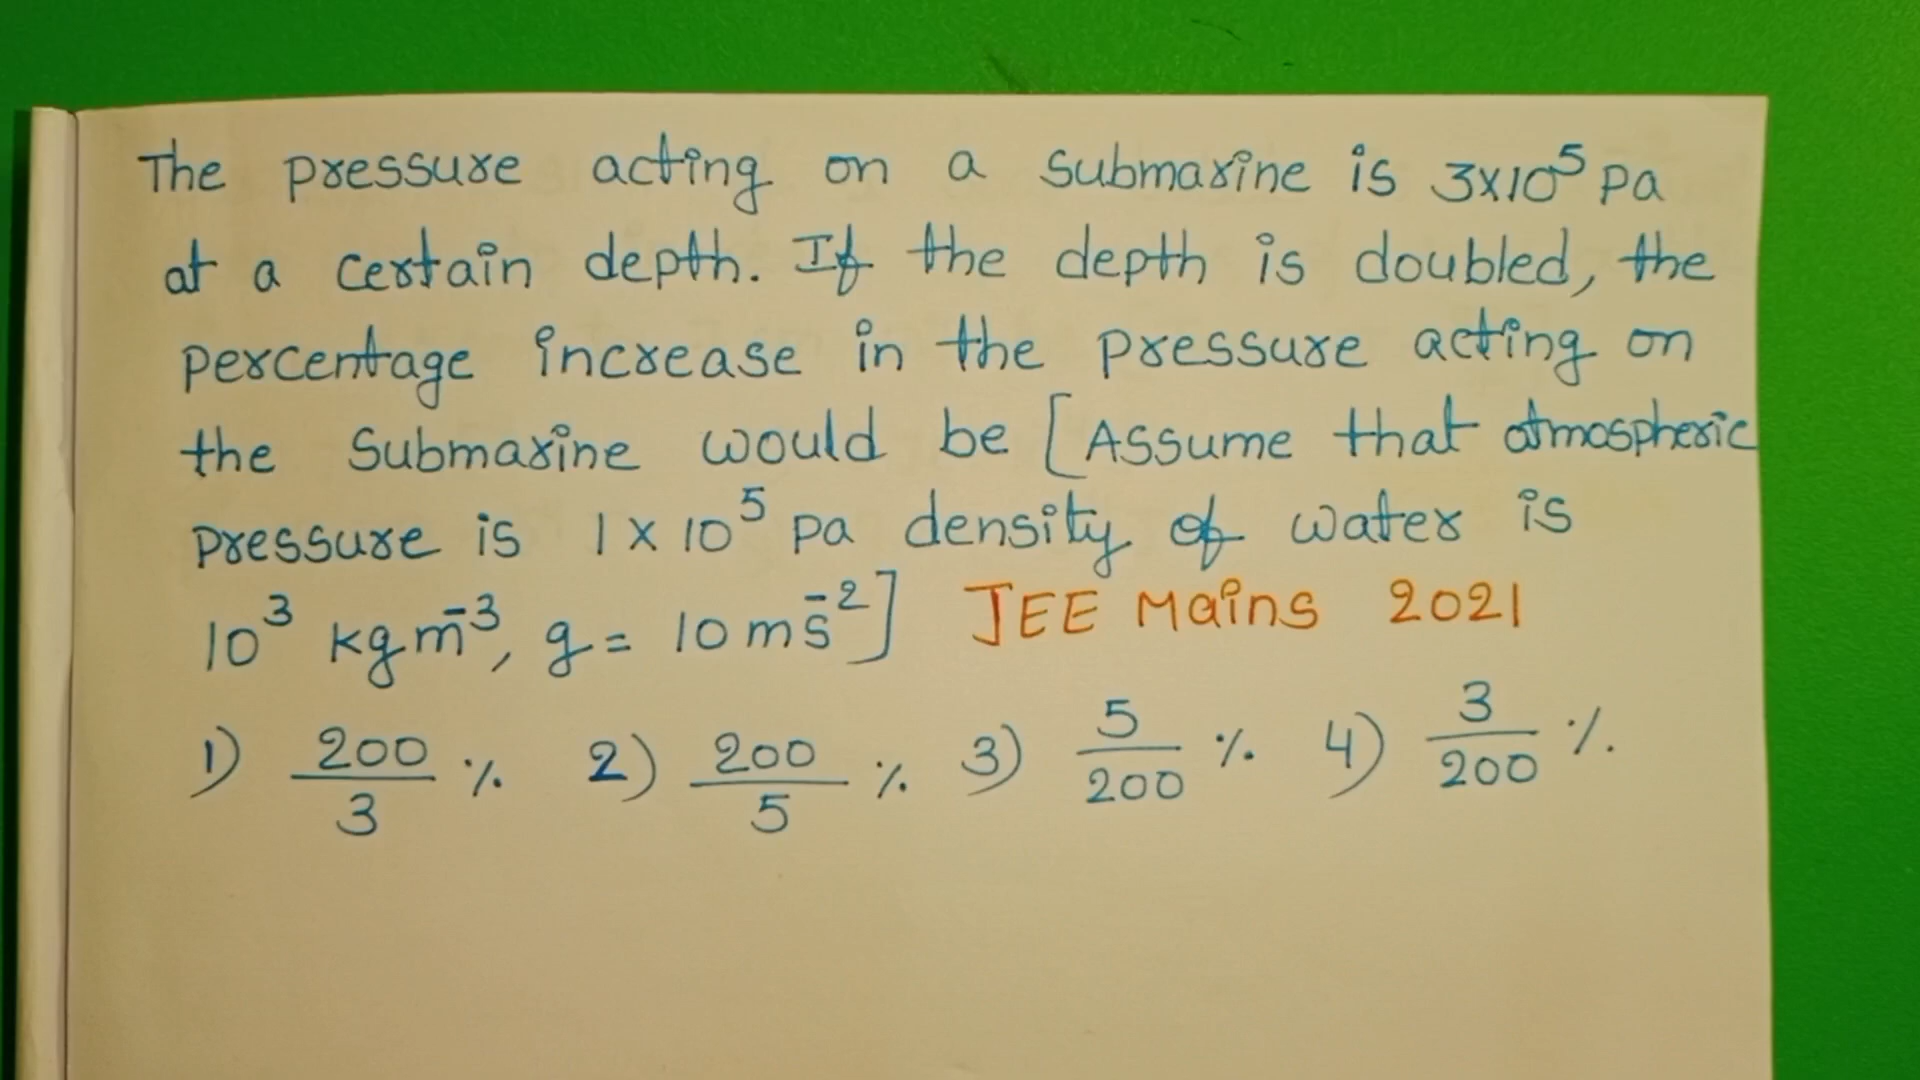 The pressure acting on a submarine is 3×10⁵ Pa
at a certain depth. If the depth is doubled, the
percentage increase in the pressure acting on
the submarine would be [Assume that atmospheric
pressure is 1 × 10⁵ Pa density of water is
10³ kg m⁻³, g = 10 m s⁻²] JEE Mains 2021
1) 200/3 % 2) 200/5 % 3) 5/200 % 4) 3/200 %.